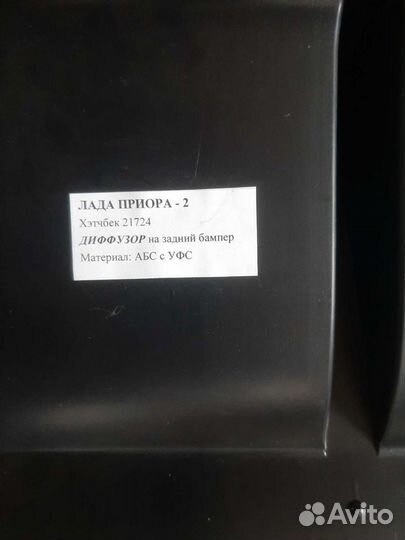 ЛАДА ПРИОРА - 2
Хэтчбек 21724
ДИФФУЗОР на задний бампер
Материал: АБС с УФС
Avito